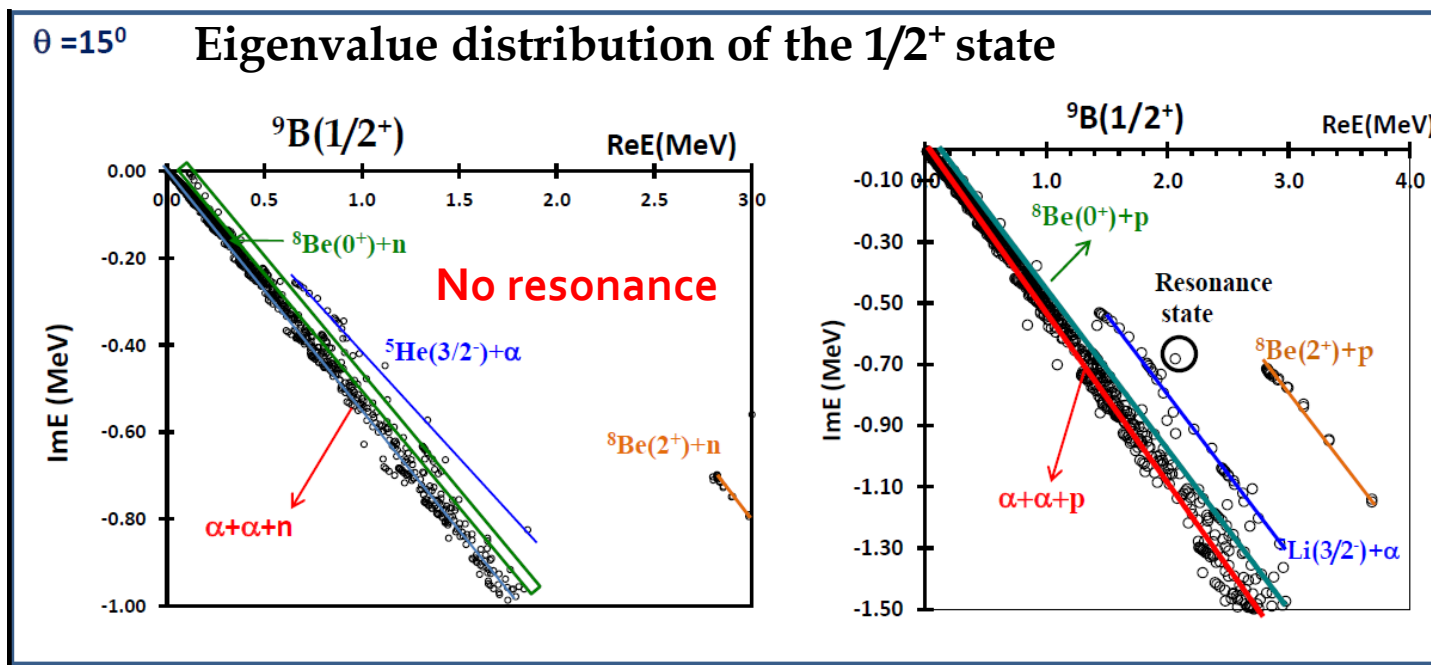 θ =15⁰ Eigenvalue distribution of the 1/2⁺ state
⁹B(1/2⁺)
ReE(MeV)
0.00
0.0 0.5 1.0 1.5 2.0 2.5 3.0
-0.20
-0.40
-0.60
-0.80
-1.00
ImE (MeV)
⁸Be(0⁺)+n
No resonance
⁵He(3/2⁻)+α
⁸Be(2⁺)+n
α+α+n
⁹B(1/2⁺)
ReE(MeV)
0.0 1.0 2.0 3.0 4.0
-0.10
-0.30
-0.50
-0.70
-0.90
-1.10
-1.30
-1.50
ImE (MeV)
⁸Be(0⁺)+p
Resonance
state
⁸Be(2⁺)+p
α+α+p
Li(3/2⁻)+α